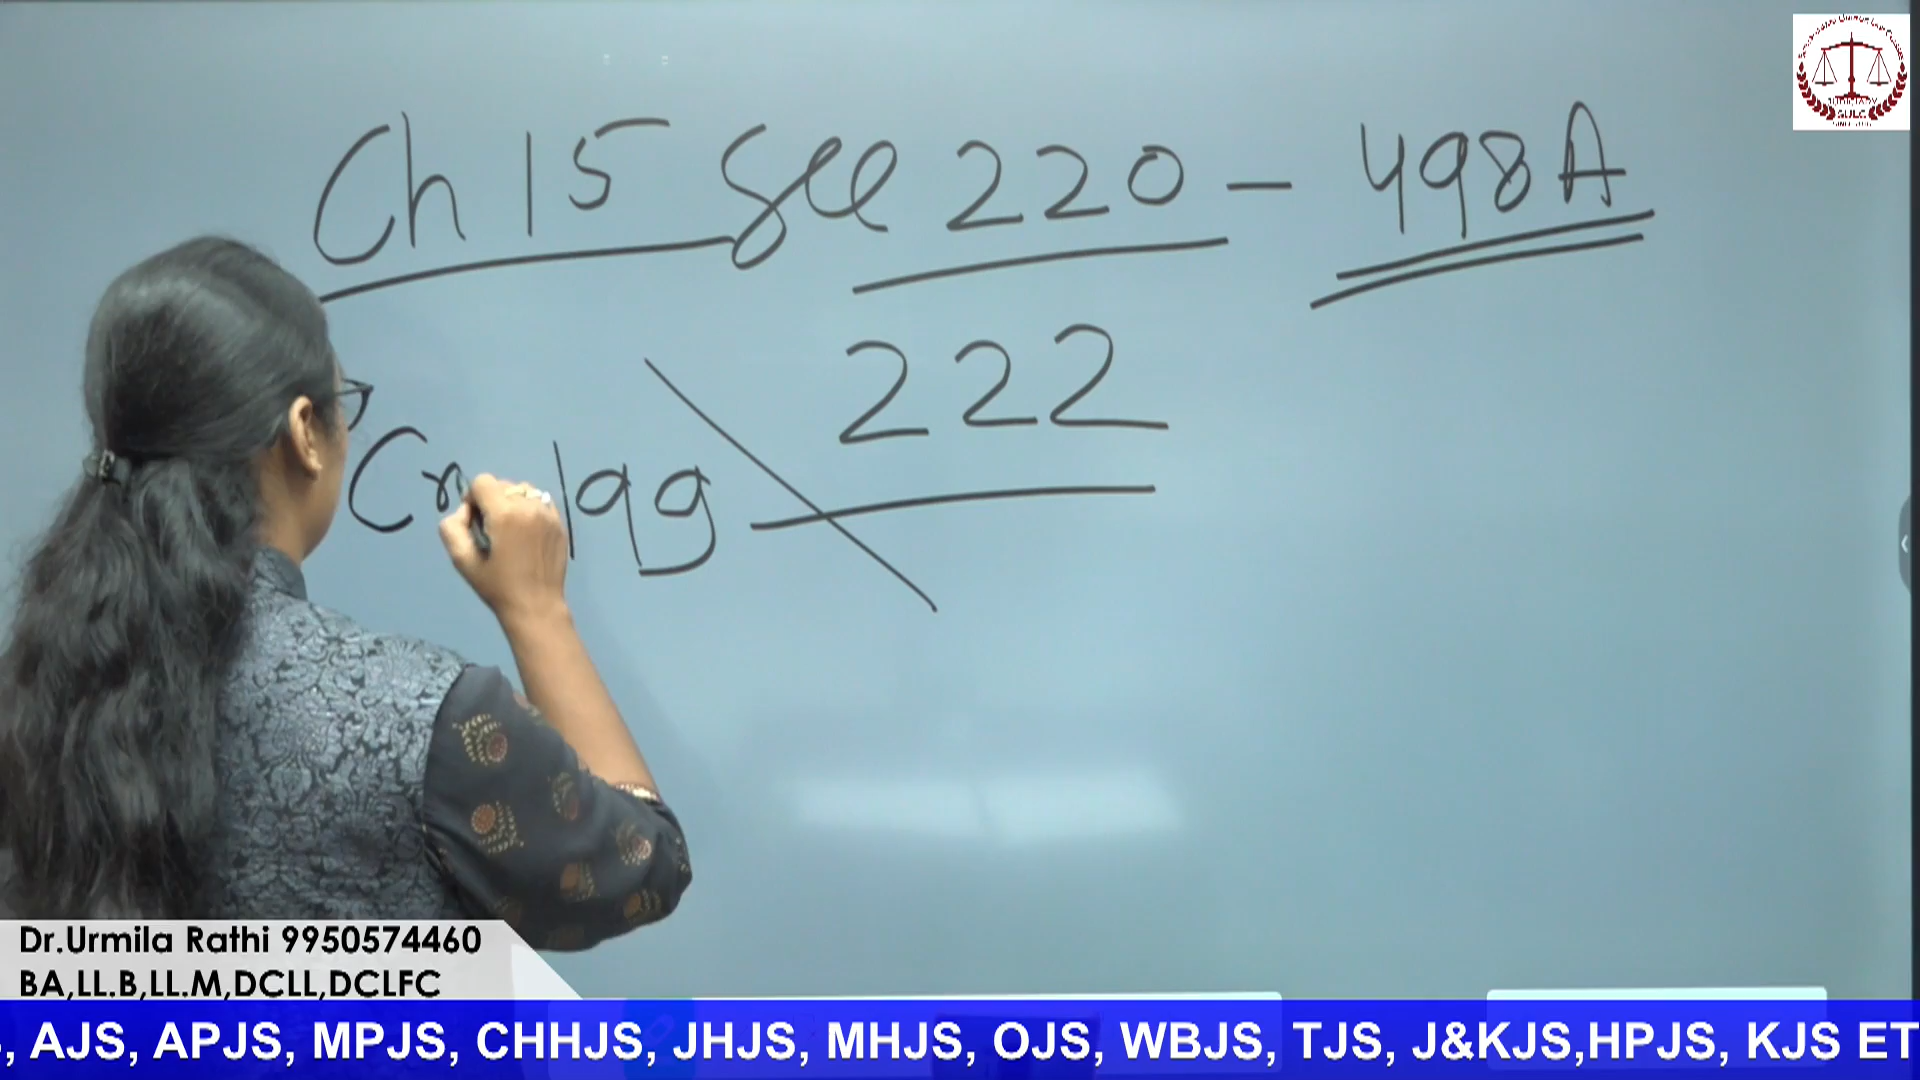 Ch 15 Sec 220 - 498A
222
Cr 199
Dr.Urmila Rathi 9950574460
BA,LL.B,LL.M,DCLL,DCLFC
, AJS, APJS, MPJS, CHHJS, JHJS, MHJS, OJS, WBJS, TJS, J&KJS,HPJS, KJS ET